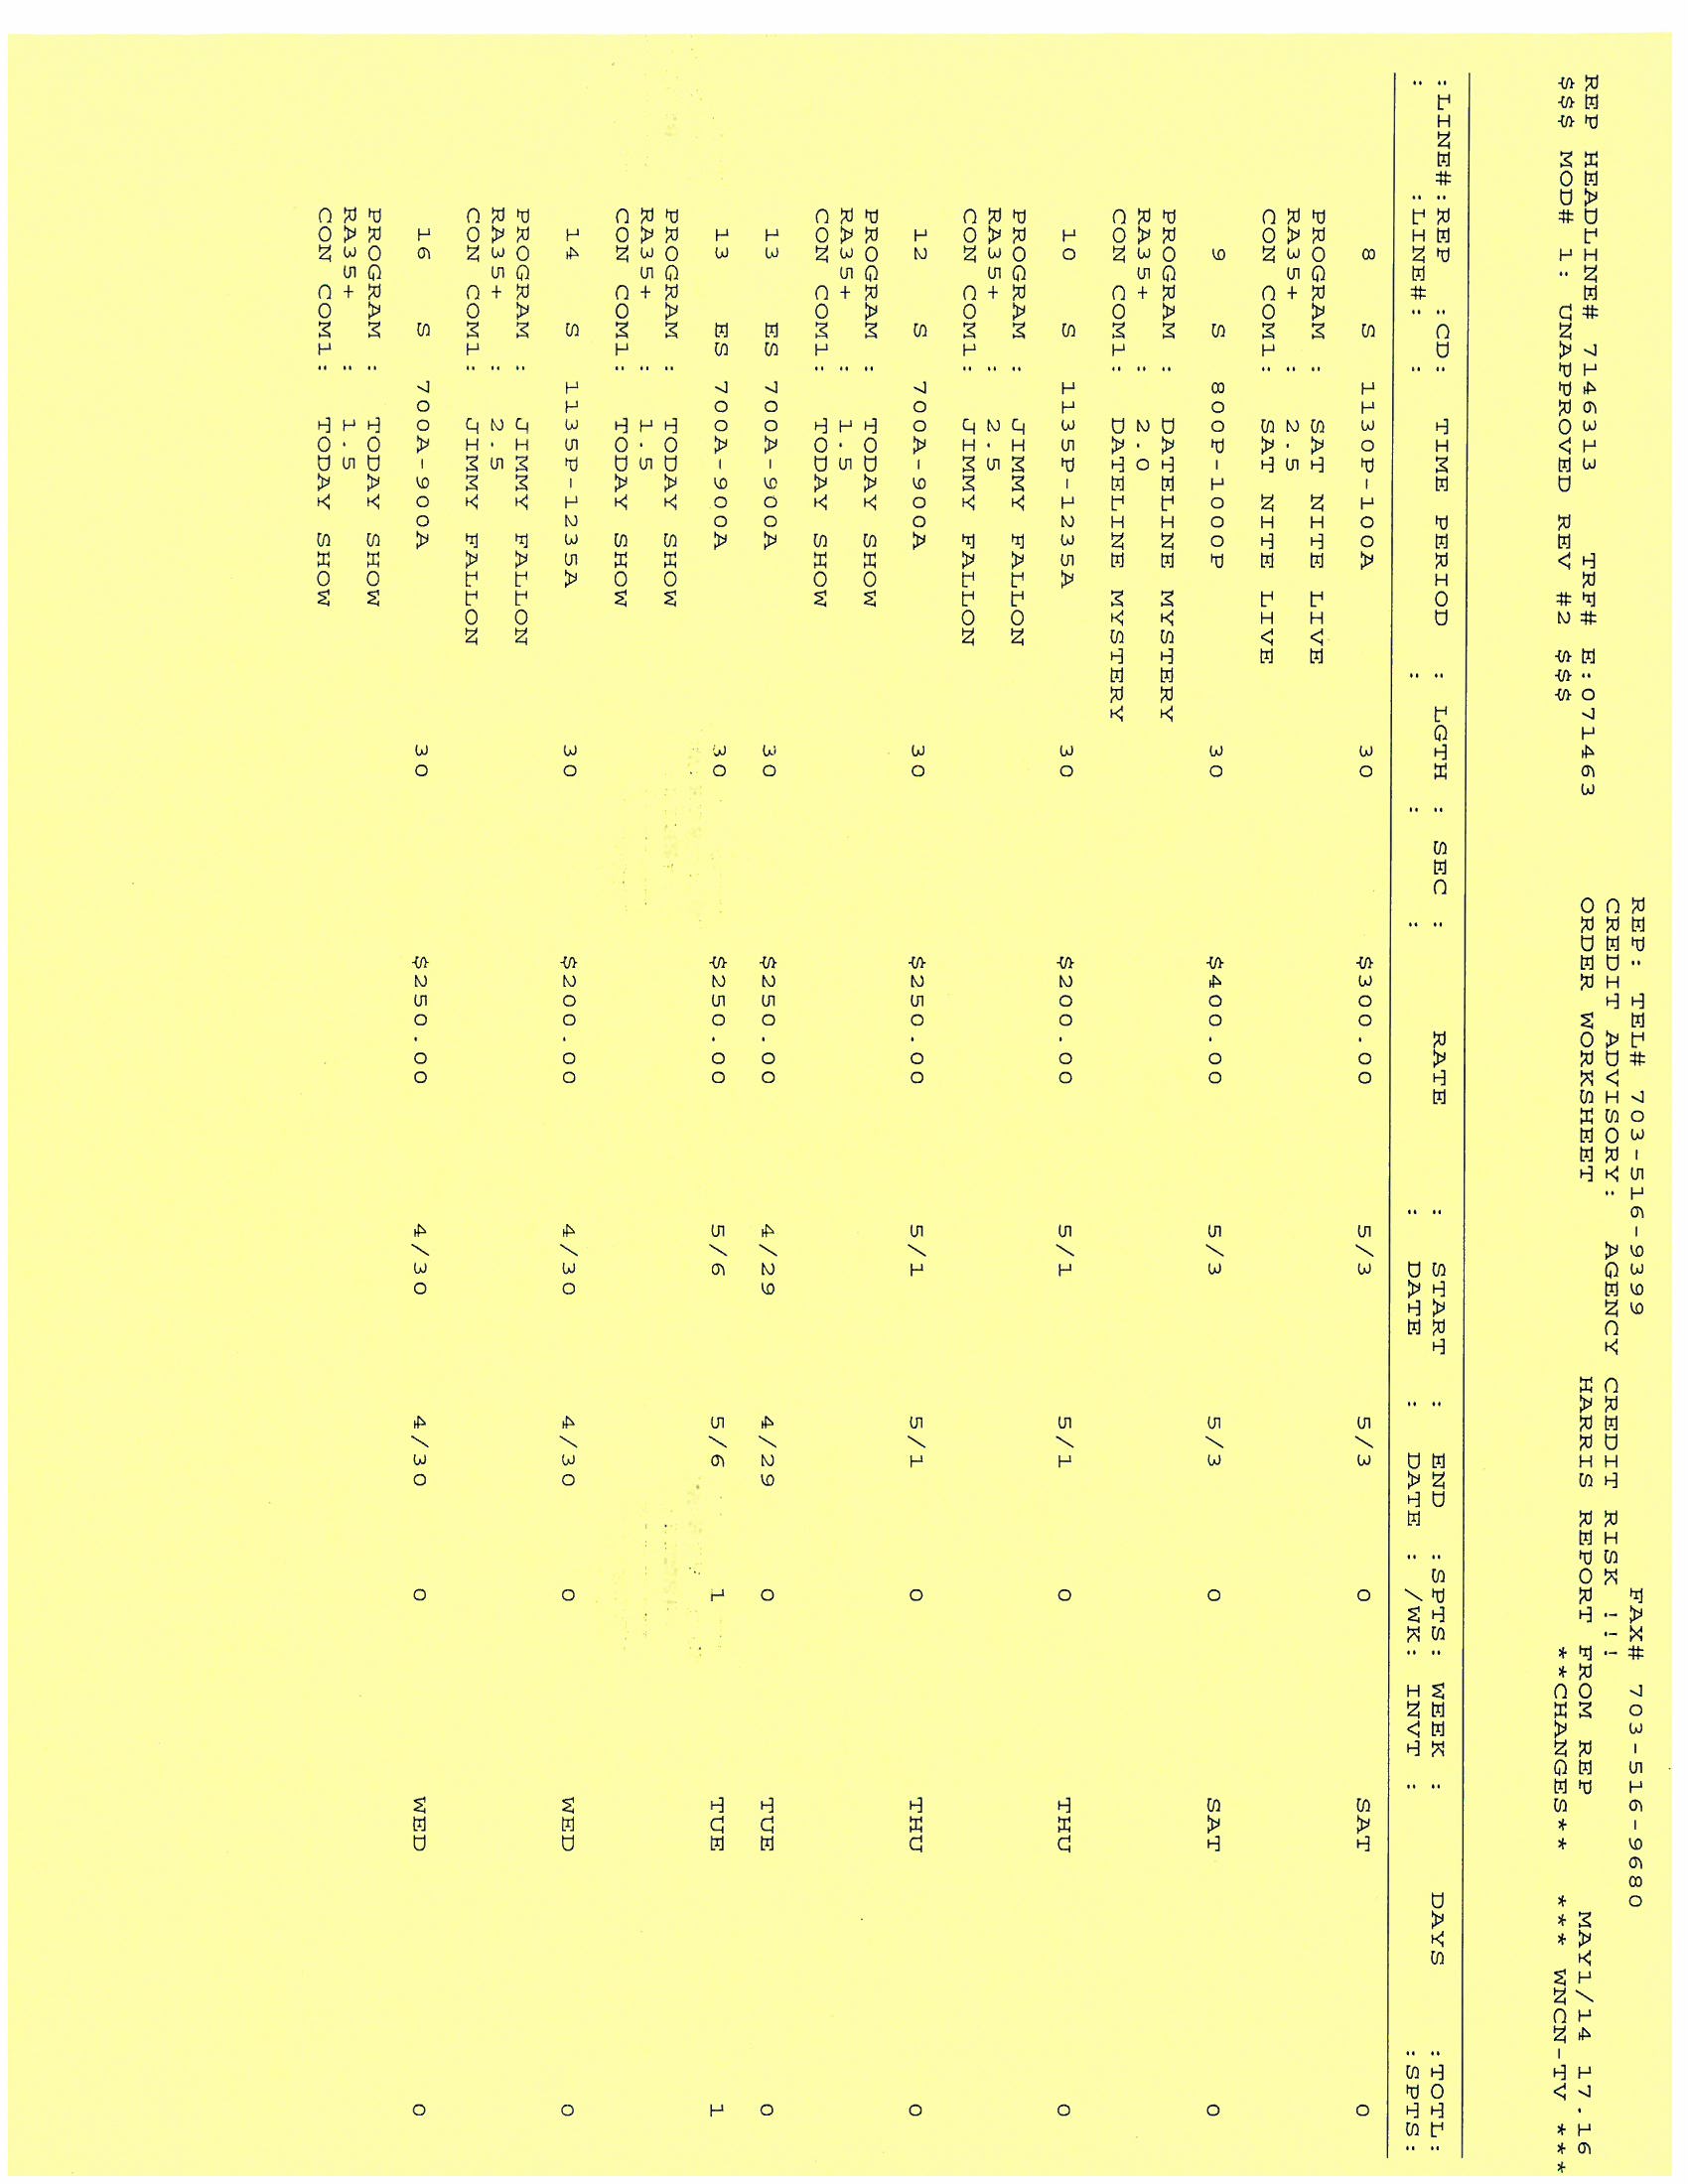 REP: TEL# 703-516-9399 FAX# 703-516-9680
CREDIT ADVISORY: AGENCY CREDIT RISK !!!
REP HEADLINE# 7146313 TRF# E:071463 ORDER WORKSHEET HARRIS REPORT FROM REP MAY1/14 17.16
$$$ MOD# 1: UNAPPROVED REV #2 $$$ **CHANGES** *** WNCN-TV ***
:LINE#:REP :CD: TIME PERIOD : LGTH : SEC : RATE : START : END :SPTS: WEEK : DAYS :TOTL:
: :LINE#: : : : : : DATE : DATE : /WK: INVT : :SPTS:
8 S 1130P-100A 30 $300.00 5/3 5/3 0 SAT 0
PROGRAM : SAT NITE LIVE
RA35+ : 2.5
CON COM1: SAT NITE LIVE
9 S 800P-1000P 30 $400.00 5/3 5/3 0 SAT 0
PROGRAM : DATELINE MYSTERY
RA35+ : 2.0
CON COM1: DATELINE MYSTERY
10 S 1135P-1235A 30 $200.00 5/1 5/1 0 THU 0
PROGRAM : JIMMY FALLON
RA35+ : 2.5
CON COM1: JIMMY FALLON
12 S 700A-900A 30 $250.00 5/1 5/1 0 THU 0
PROGRAM : TODAY SHOW
RA35+ : 1.5
CON COM1: TODAY SHOW
13 ES 700A-900A 30 $250.00 4/29 4/29 0 TUE 0
13 ES 700A-900A 30 $250.00 5/6 5/6 1 TUE 1
PROGRAM : TODAY SHOW
RA35+ : 1.5
CON COM1: TODAY SHOW
14 S 1135P-1235A 30 $200.00 4/30 4/30 0 WED 0
PROGRAM : JIMMY FALLON
RA35+ : 2.5
CON COM1: JIMMY FALLON
16 S 700A-900A 30 $250.00 4/30 4/30 0 WED 0
PROGRAM : TODAY SHOW
RA35+ : 1.5
CON COM1: TODAY SHOW